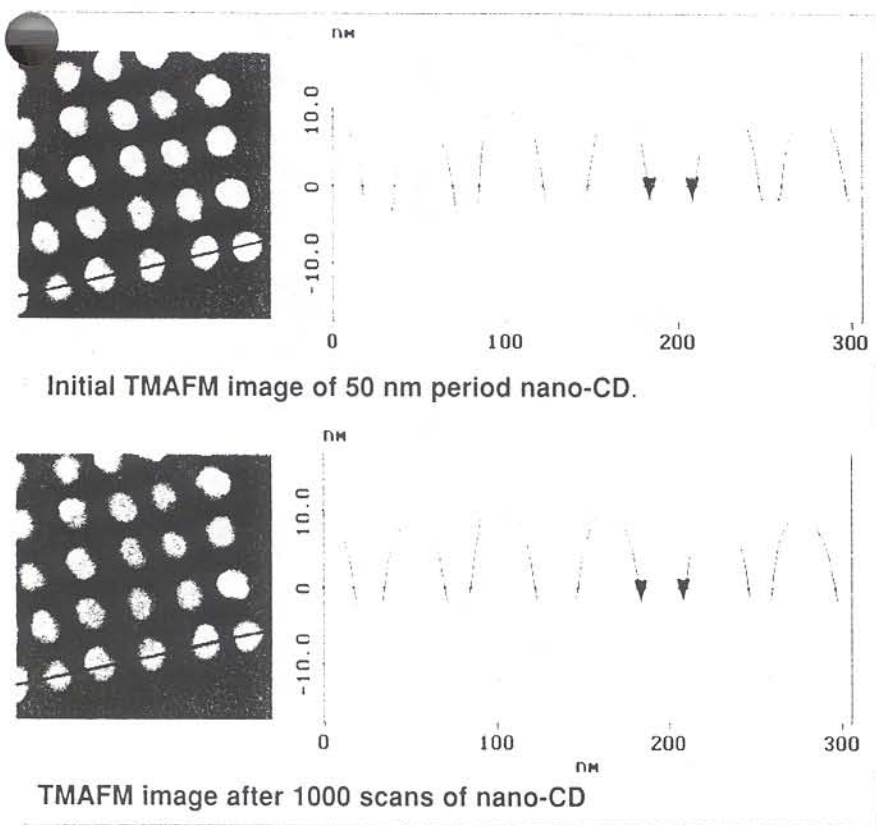 nm
10.0
0
-10.0
0 100 200 300
Initial TMAFM image of 50 nm period nano-CD.
nm
10.0
0
-10.0
0 100 200 300
nm
TMAFM image after 1000 scans of nano-CD